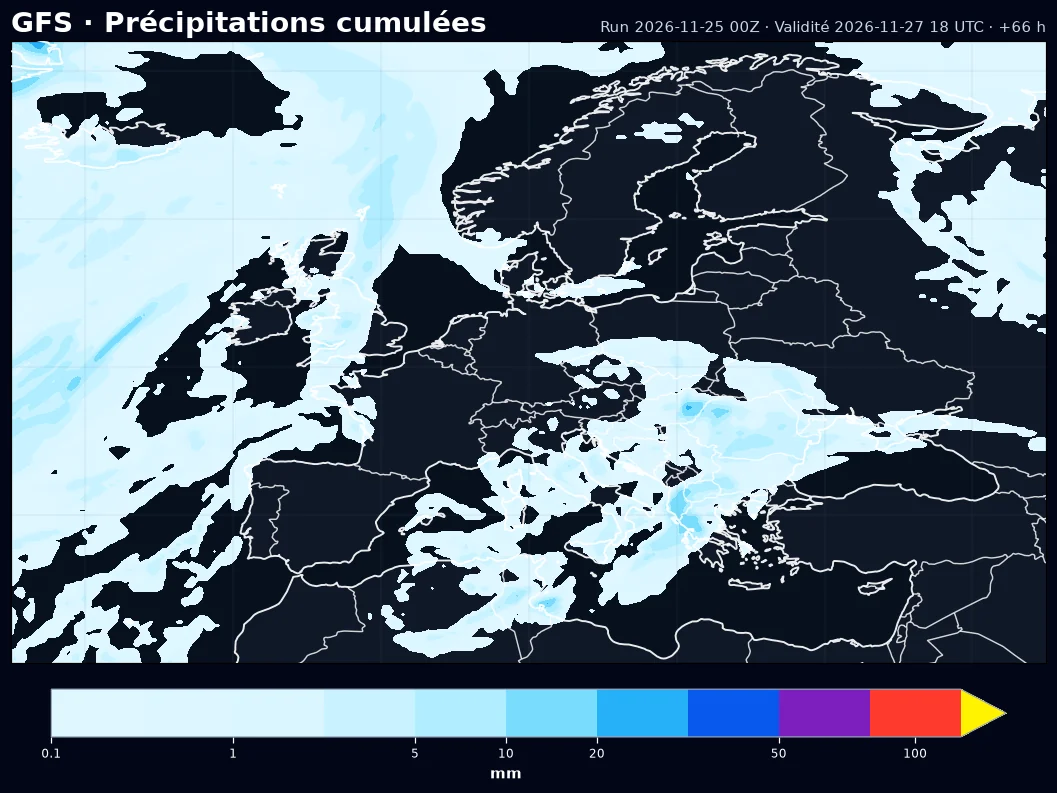 GFS · Précipitations cumulées
Run 2026-11-25 00Z · Validité 2026-11-27 18 UTC · +66 h
0.1 1 5 10 20 50 100
mm